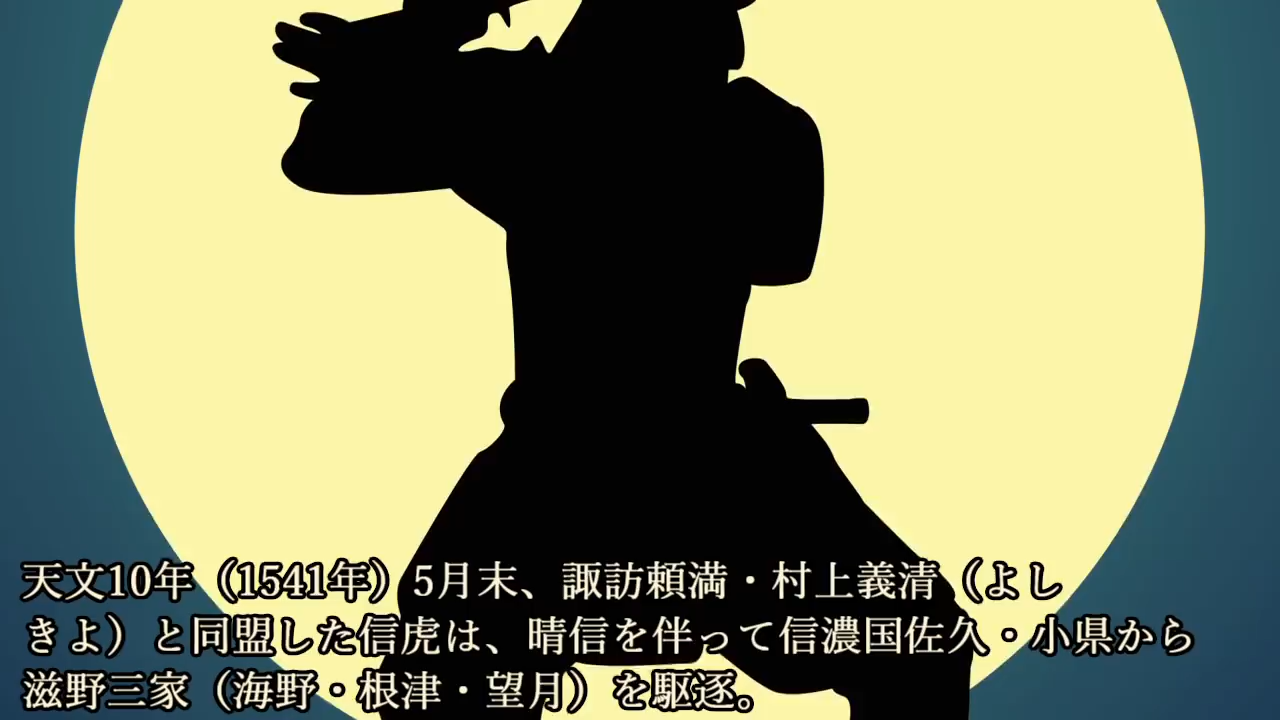 天文10年（1541年）5月末、諏訪頼満・村上義清（よし
きよ）と同盟した信虎は、晴信を伴って信濃国佐久・小県から
滋野三家（海野・根津・望月）を駆逐。